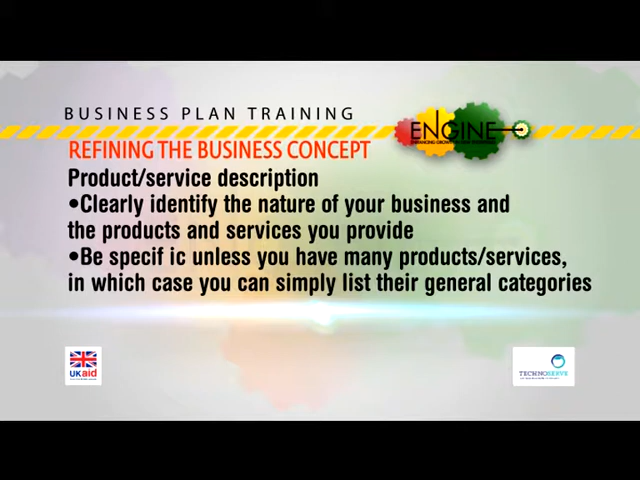 BUSINESS PLAN TRAINING
ENGINE
REFINING THE BUSINESS CONCEPT
Product/service description
•Clearly identify the nature of your business and
the products and services you provide
•Be specif ic unless you have many products/services,
in which case you can simply list their general categories
UKaid
TECHNOSERVE